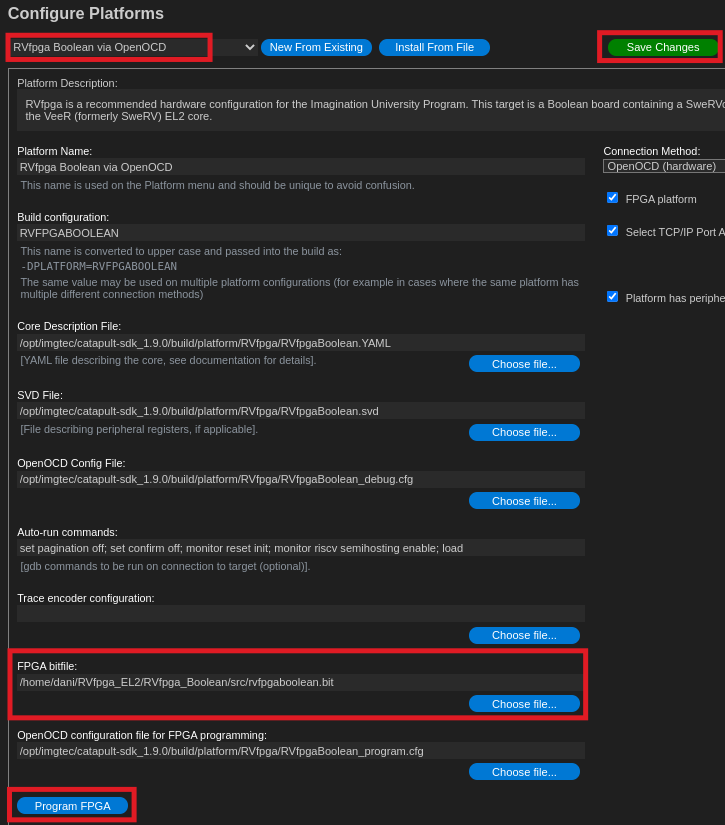 Configure Platforms
RVfpga Boolean via OpenOCD
New From Existing
Install From File
Save Changes
Platform Description:
RVfpga is a recommended hardware configuration for the Imagination University Program. This target is a Boolean board containing a
the VeeR (formerly SweRV) EL2 core.
Platform Name:
RVfpga Boolean via OpenOCD
This name is used on the Platform menu and should be unique to avoid confusion.
Connection Method:
OpenOCD (hardware)
FPGA platform
Select TCP/IP Port
Platform has
Build configuration:
RVFPGABOOLEAN
This name is converted to upper case and passed into the build as:
-DPLATFORM=RVFPGABOOLEAN
The same value may be used on multiple platform configurations (for example in cases where the same platform has
multiple different connection methods)
Core Description File:
/opt/imgtec/catapult-sdk_1.9.0/build/platform/RVfpga/RVfpgaBoolean.YAML
[YAML file describing the core, see documentation for details].
Choose file...
SVD File:
/opt/imgtec/catapult-sdk_1.9.0/build/platform/RVfpga/RVfpgaBoolean.svd
[File describing peripheral registers, if applicable].
Choose file...
OpenOCD Config File:
/opt/imgtec/catapult-sdk_1.9.0/build/platform/RVfpga/RVfpgaBoolean_debug.cfg
Choose file...
Auto-run commands:
set pagination off; set confirm off; monitor reset init; monitor riscv semihosting enable; load
[gdb commands to be run on connection to target (optional)].
Trace encoder configuration:
Choose file...
FPGA bitfile:
/home/dani/RVfpga_EL2/RVfpga_Boolean/src/rvfpgaboolean.bit
Choose file...
OpenOCD configuration file for FPGA programming:
/opt/imgtec/catapult-sdk_1.9.0/build/platform/RVfpga/RVfpgaBoolean_program.cfg
Choose file...
Program FPGA